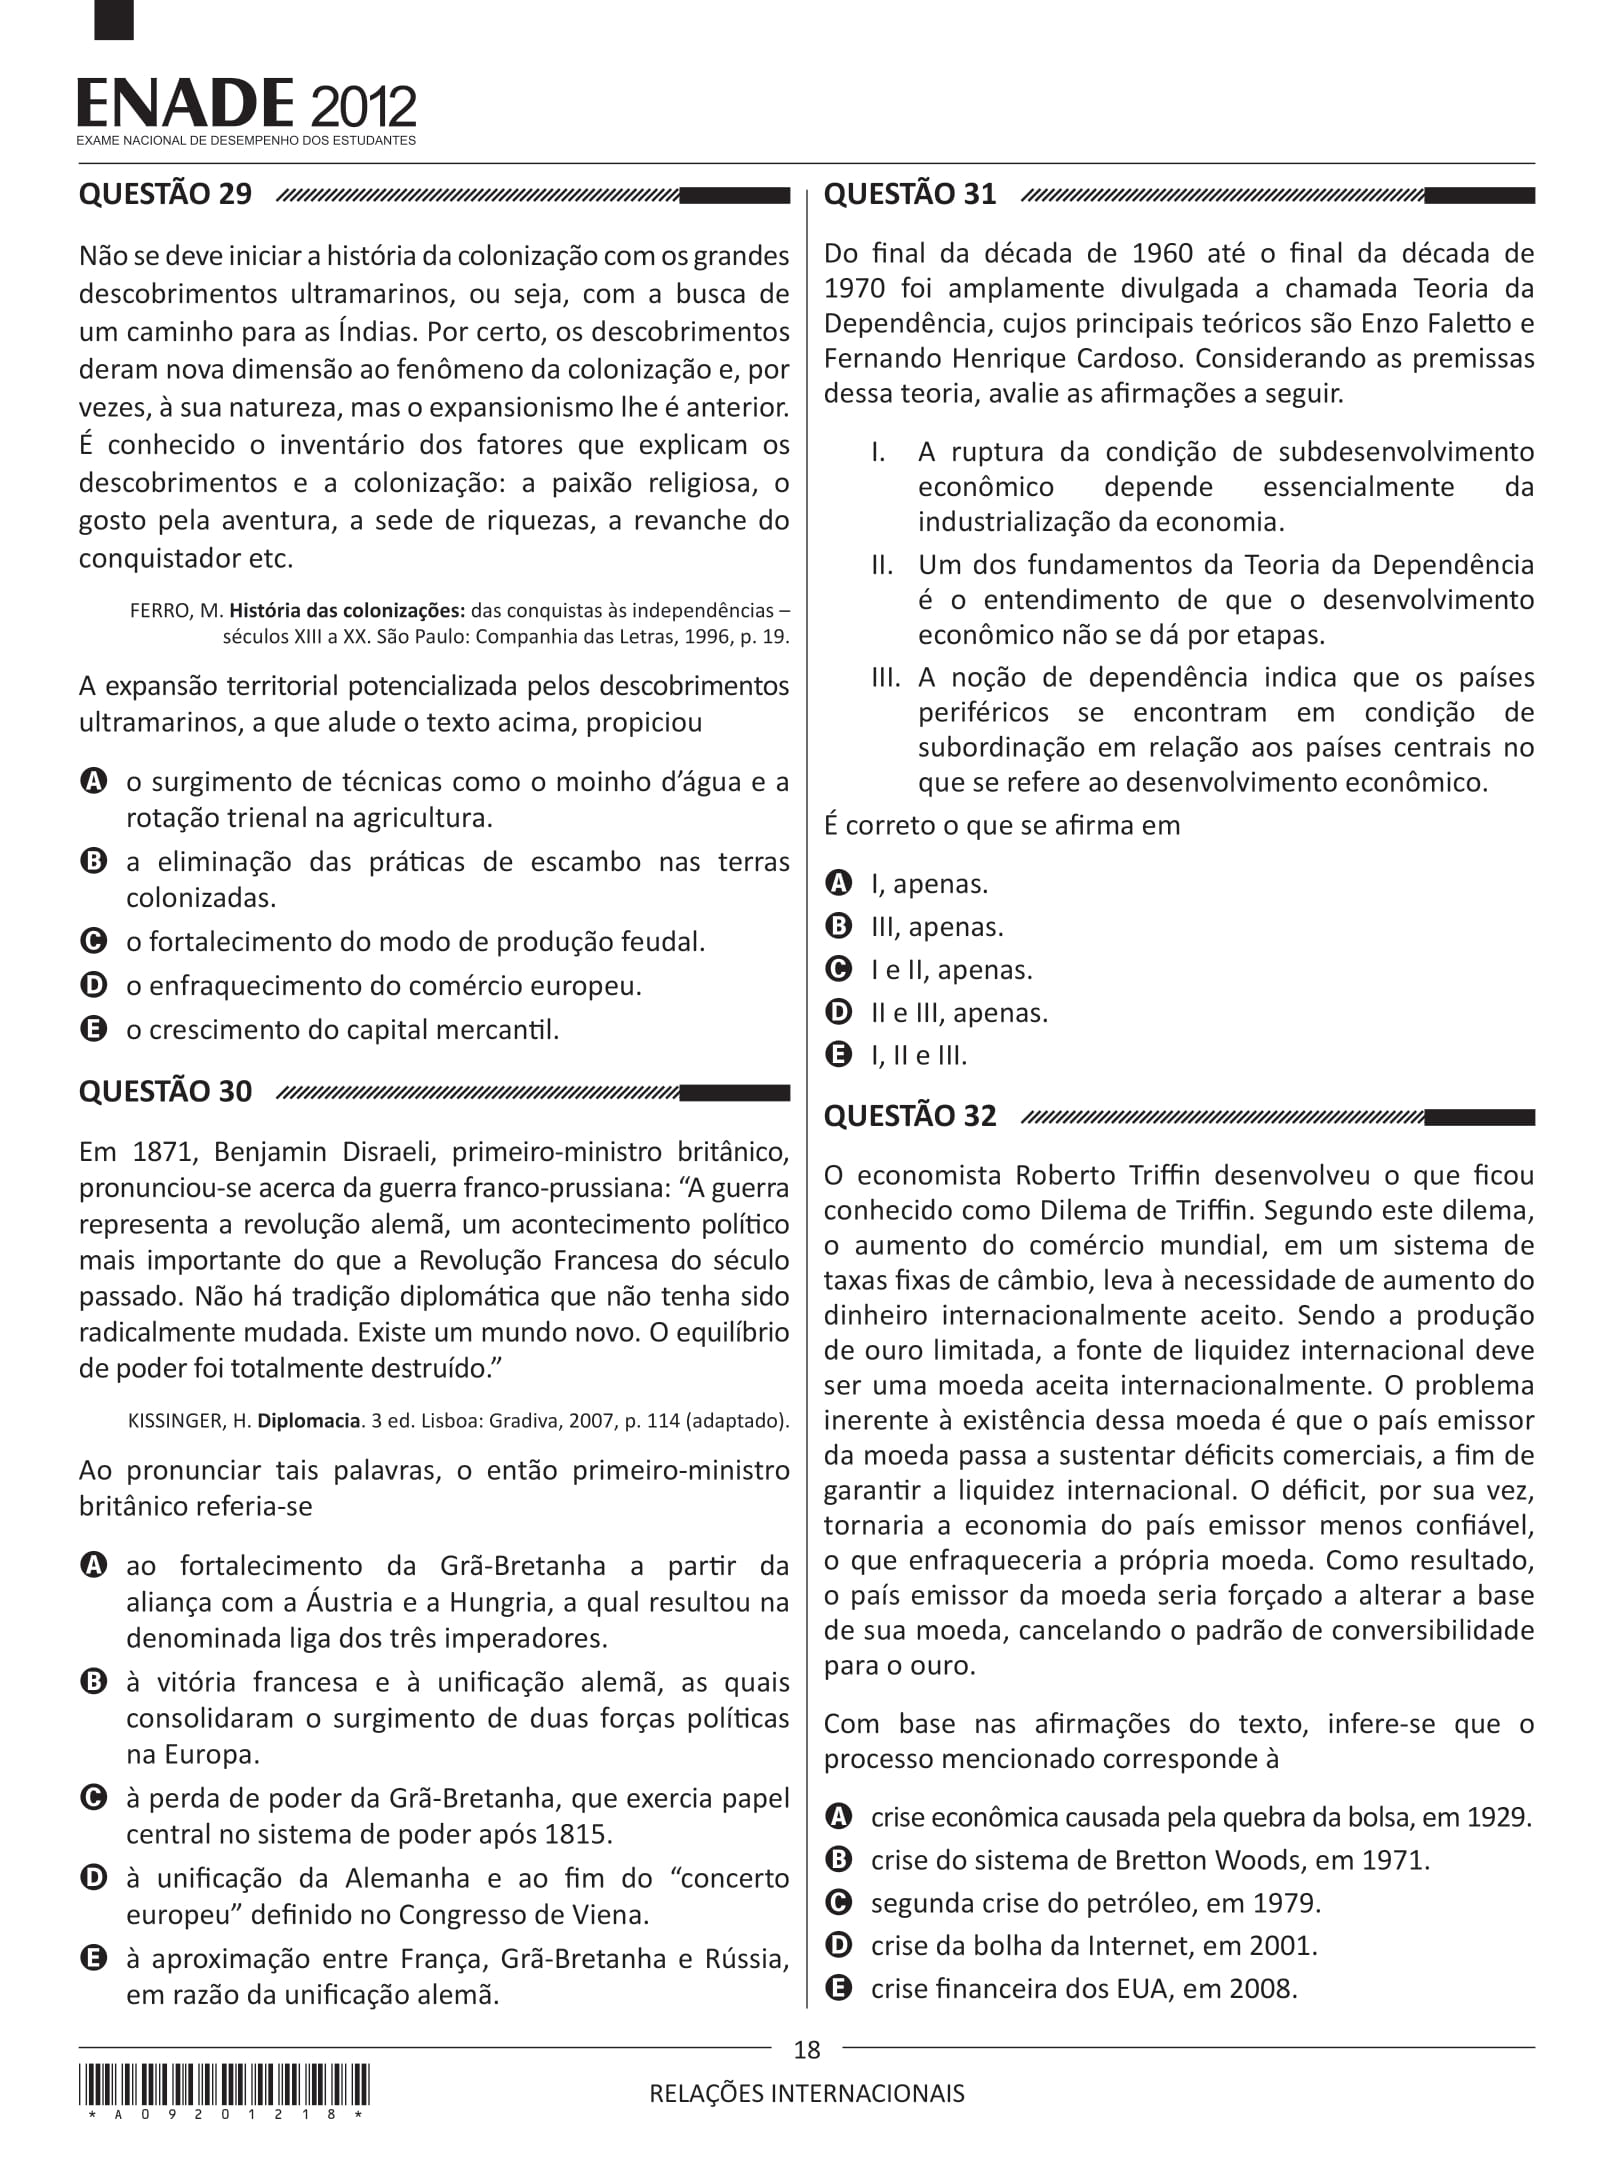 ENADE 2012
EXAME NACIONAL DE DESEMPENHO DOS ESTUDANTES
QUESTÃO 29
Não se deve iniciar a história da colonização com os grandes
descobrimentos ultramarinos, ou seja, com a busca de
um caminho para as Índias. Por certo, os descobrimentos
deram nova dimensão ao fenômeno da colonização e, por
vezes, à sua natureza, mas o expansionismo lhe é anterior.
É conhecido o inventário dos fatores que explicam os
descobrimentos e a colonização: a paixão religiosa, o
gosto pela aventura, a sede de riquezas, a revanche do
conquistador etc.
FERRO, M. História das colonizações: das conquistas às independências –
séculos XIII a XX. São Paulo: Companhia das Letras, 1996, p. 19.
A expansão territorial potencializada pelos descobrimentos
ultramarinos, a que alude o texto acima, propiciou
A o surgimento de técnicas como o moinho d’água e a
rotação trienal na agricultura.
B a eliminação das práticas de escambo nas terras
colonizadas.
C o fortalecimento do modo de produção feudal.
D o enfraquecimento do comércio europeu.
E o crescimento do capital mercantil.
QUESTÃO 30
Em 1871, Benjamin Disraeli, primeiro-ministro britânico,
pronunciou-se acerca da guerra franco-prussiana: “A guerra
representa a revolução alemã, um acontecimento político
mais importante do que a Revolução Francesa do século
passado. Não há tradição diplomática que não tenha sido
radicalmente mudada. Existe um mundo novo. O equilíbrio
de poder foi totalmente destruído.”
KISSINGER, H. Diplomacia. 3 ed. Lisboa: Gradiva, 2007, p. 114 (adaptado).
Ao pronunciar tais palavras, o então primeiro-ministro
britânico referia-se
A ao fortalecimento da Grã-Bretanha a partir da
aliança com a Áustria e a Hungria, a qual resultou na
denominada liga dos três imperadores.
B à vitória francesa e à unificação alemã, as quais
consolidaram o surgimento de duas forças políticas
na Europa.
C à perda de poder da Grã-Bretanha, que exercia papel
central no sistema de poder após 1815.
D à unificação da Alemanha e ao fim do “concerto
europeu” definido no Congresso de Viena.
E à aproximação entre França, Grã-Bretanha e Rússia,
em razão da unificação alemã.
QUESTÃO 31
Do final da década de 1960 até o final da década de
1970 foi amplamente divulgada a chamada Teoria da
Dependência, cujos principais teóricos são Enzo Faletto e
Fernando Henrique Cardoso. Considerando as premissas
dessa teoria, avalie as afirmações a seguir.
I. A ruptura da condição de subdesenvolvimento
econômico depende essencialmente da
industrialização da economia.
II. Um dos fundamentos da Teoria da Dependência
é o entendimento de que o desenvolvimento
econômico não se dá por etapas.
III. A noção de dependência indica que os países
periféricos se encontram em condição de
subordinação em relação aos países centrais no
que se refere ao desenvolvimento econômico.
É correto o que se afirma em
A I, apenas.
B III, apenas.
C I e II, apenas.
D II e III, apenas.
E I, II e III.
QUESTÃO 32
O economista Roberto Triffin desenvolveu o que ficou
conhecido como Dilema de Triffin. Segundo este dilema,
o aumento do comércio mundial, em um sistema de
taxas fixas de câmbio, leva à necessidade de aumento do
dinheiro internacionalmente aceito. Sendo a produção
de ouro limitada, a fonte de liquidez internacional deve
ser uma moeda aceita internacionalmente. O problema
inerente à existência dessa moeda é que o país emissor
da moeda passa a sustentar déficits comerciais, a fim de
garantir a liquidez internacional. O déficit, por sua vez,
tornaria a economia do país emissor menos confiável,
o que enfraqueceria a própria moeda. Como resultado,
o país emissor da moeda seria forçado a alterar a base
de sua moeda, cancelando o padrão de conversibilidade
para o ouro.
Com base nas afirmações do texto, infere-se que o
processo mencionado corresponde à
A crise econômica causada pela quebra da bolsa, em 1929.
B crise do sistema de Bretton Woods, em 1971.
C segunda crise do petróleo, em 1979.
D crise da bolha da Internet, em 2001.
E crise financeira dos EUA, em 2008.
18
RELAÇÕES INTERNACIONAIS
* A 0 9 2 0 1 2 1 8 *